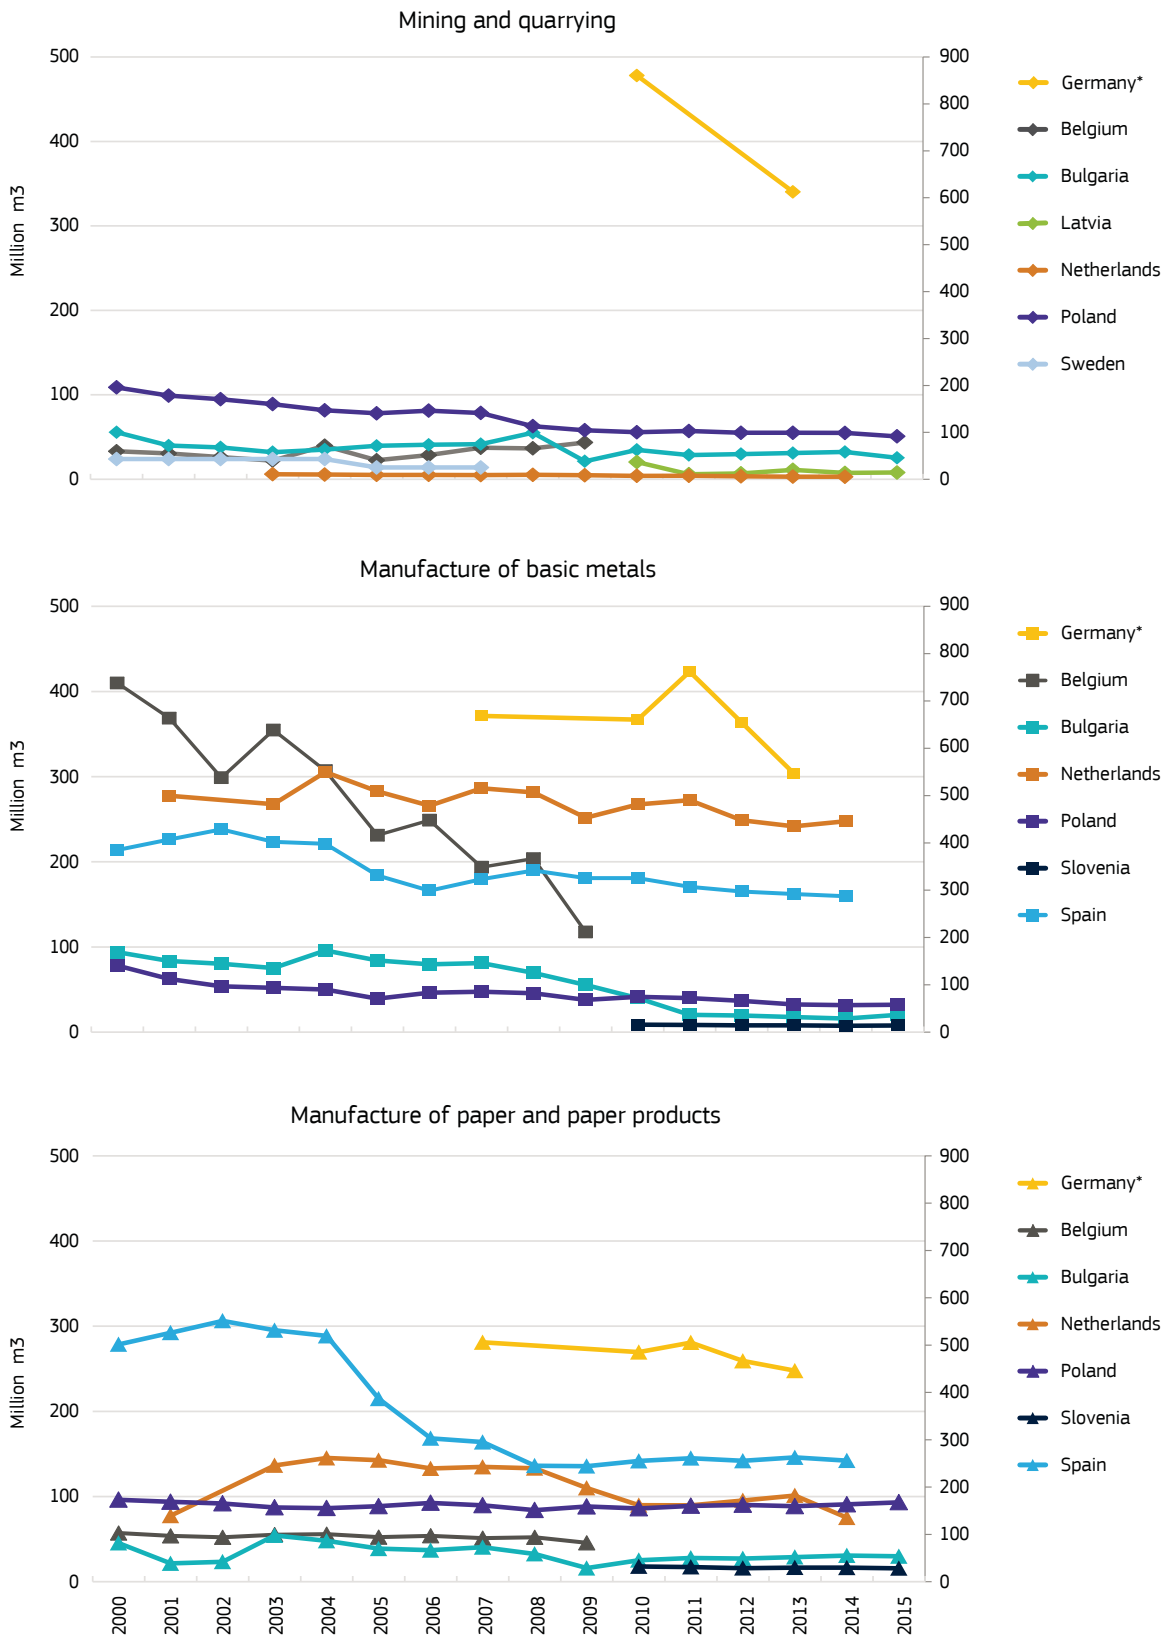 Mining and quarrying
500
400
300
200
100
0
Million m3
900
800
700
600
500
400
300
200
100
0
Germany*
Belgium
Bulgaria
Latvia
Netherlands
Poland
Sweden
Manufacture of basic metals
500
400
300
200
100
0
Million m3
900
800
700
600
500
400
300
200
100
0
Germany*
Belgium
Bulgaria
Netherlands
Poland
Slovenia
Spain
Manufacture of paper and paper products
500
400
300
200
100
0
Million m3
900
800
700
600
500
400
300
200
100
0
Germany*
Belgium
Bulgaria
Netherlands
Poland
Slovenia
Spain
2000
2001
2002
2003
2004
2005
2006
2007
2008
2009
2010
2011
2012
2013
2014
2015